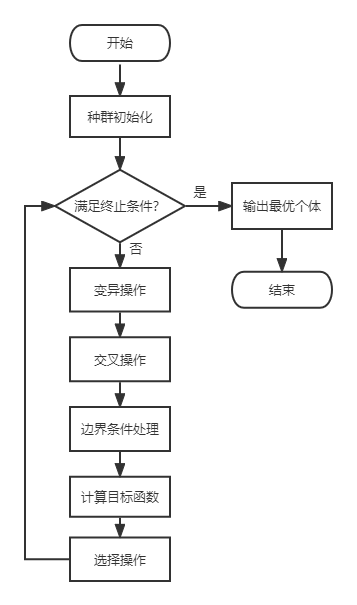 开始
种群初始化
满足终止条件?
是
输出最优个体
否
结束
变异操作
交叉操作
边界条件处理
计算目标函数
选择操作